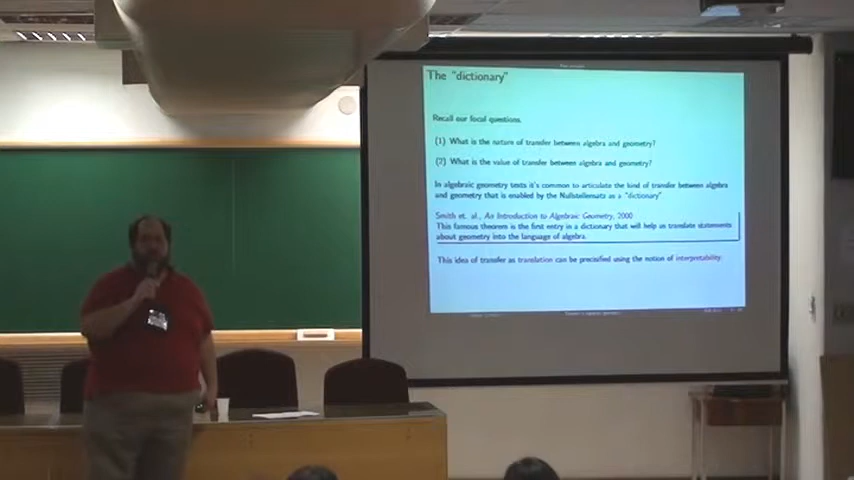 The "dictionary"
Recall our focal questions.
(1) What is the nature of transfer between algebra and geometry?
(2) What is the value of transfer between algebra and geometry?
In algebraic geometry texts it's common to articulate the kind of transfer between algebra
and geometry that is enabled by the Nullstellensatz as a "dictionary"
Smith et. al., An Introduction to Algebraic Geometry, 2000
This famous theorem is the first entry in a dictionary that will help us translate statements
about geometry into the language of algebra.
This idea of transfer as translation can be precisified using the notion of interpretability.